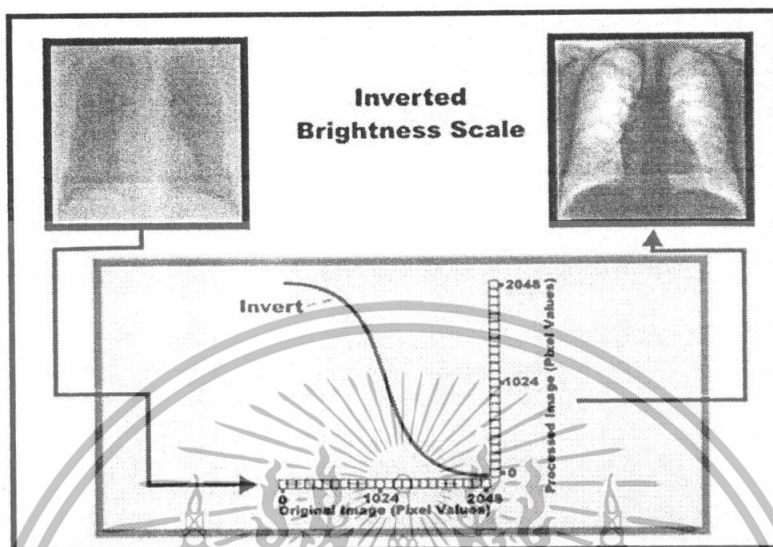 Inverted
Brightness Scale
Invert
2048
1024
0
Processed Image (Pixel Values)
0
1024
2048
Original Image (Pixel Values)